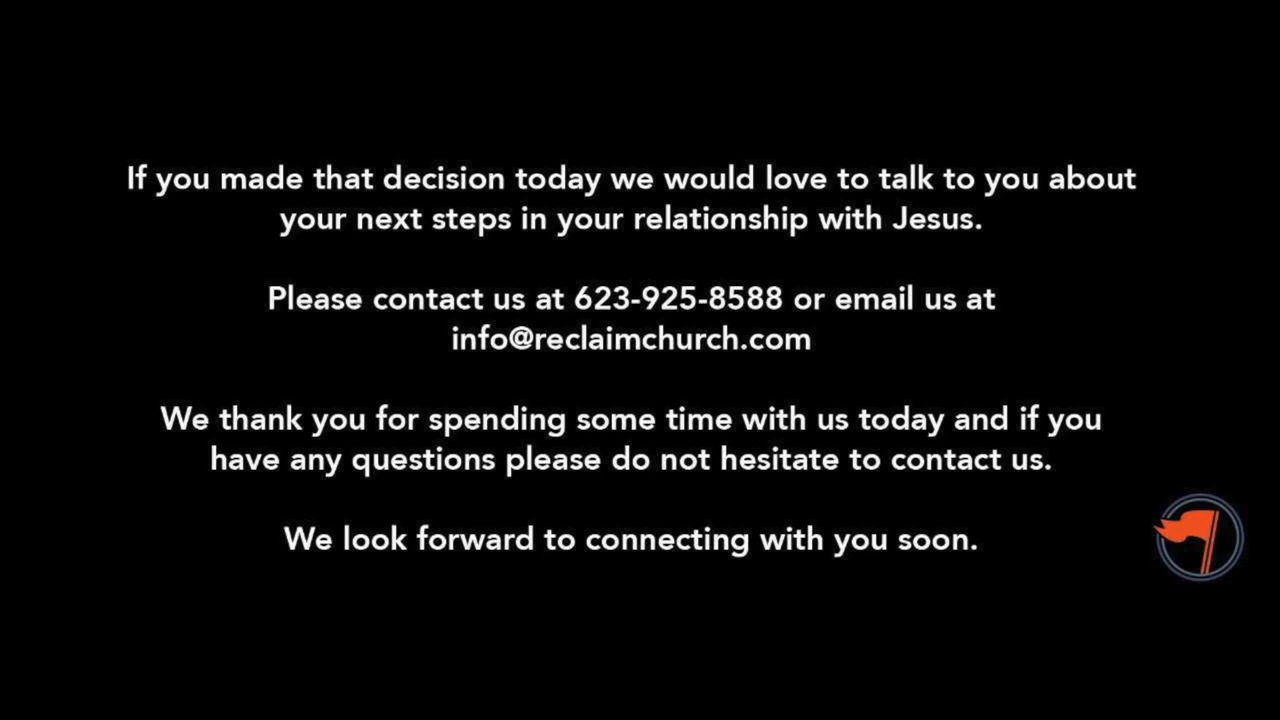 If you made that decision today we would love to talk to you about
your next steps in your relationship with Jesus.
Please contact us at 623-925-8588 or email us at
info@reclaimchurch.com
We thank you for spending some time with us today and if you
have any questions please do not hesitate to contact us.
We look forward to connecting with you soon.